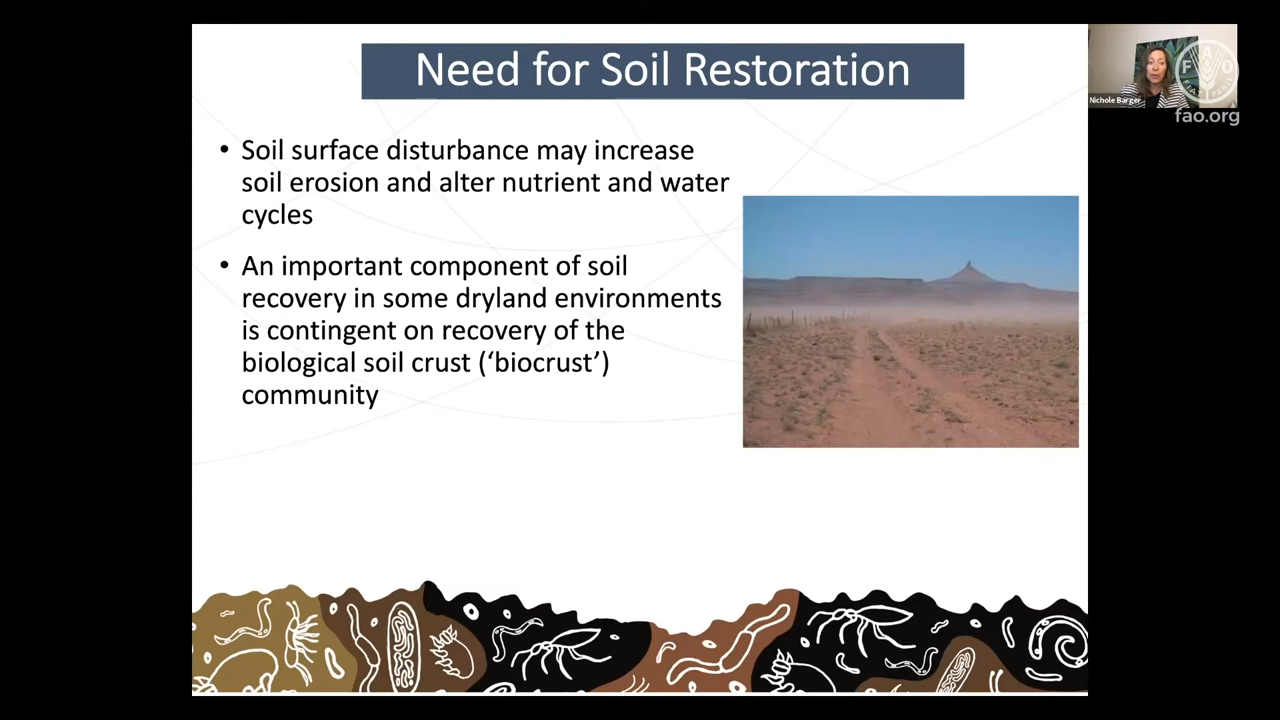 Need for Soil Restoration
• Soil surface disturbance may increase
soil erosion and alter nutrient and water
cycles
• An important component of soil
recovery in some dryland environments
is contingent on recovery of the
biological soil crust (‘biocrust’)
community
Nichole Barger
F A O
FIAT PANIS
fao.org